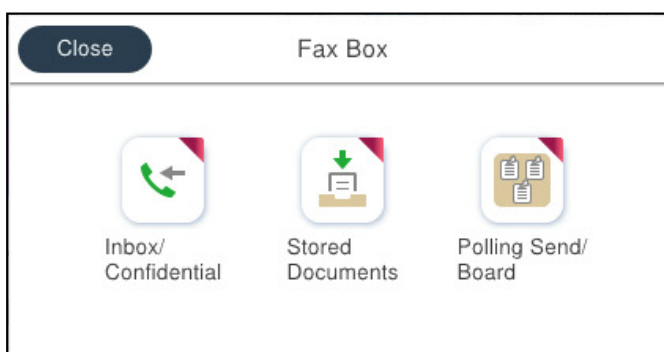 Close
Fax Box
Inbox/
Confidential
Stored
Documents
Polling Send/
Board